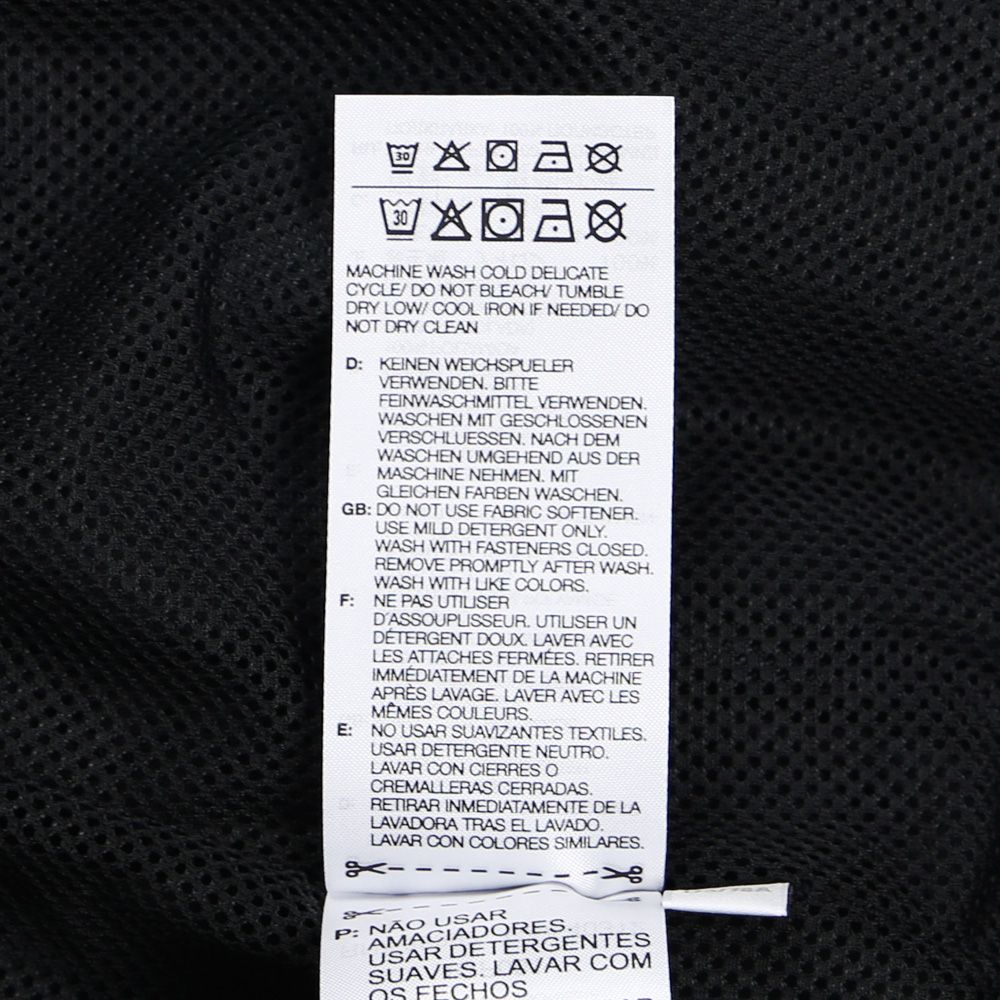 30
30
MACHINE WASH COLD DELICATE
CYCLE/ DO NOT BLEACH/ TUMBLE
DRY LOW/ COOL IRON IF NEEDED/ DO
NOT DRY CLEAN
D: KEINEN WEICHSPUELER
VERWENDEN. BITTE
FEINWASCHMITTEL VERWENDEN.
WASCHEN MIT GESCHLOSSENEN
VERSCHLUESSEN. NACH DEM
WASCHEN UMGEHEND AUS DER
MASCHINE NEHMEN. MIT
GLEICHEN FARBEN WASCHEN.
GB: DO NOT USE FABRIC SOFTENER.
USE MILD DETERGENT ONLY.
WASH WITH FASTENERS CLOSED.
REMOVE PROMPTLY AFTER WASH.
WASH WITH LIKE COLORS.
F: NE PAS UTILISER
D'ASSOUPLISSEUR. UTILISER UN
DÉTERGENT DOUX. LAVER AVEC
LES ATTACHES FERMÉES. RETIRER
IMMÉDIATEMENT DE LA MACHINE
APRÈS LAVAGE. LAVER AVEC LES
MÊMES COULEURS.
E: NO USAR SUAVIZANTES TEXTILES.
USAR DETERGENTE NEUTRO.
LAVAR CON CIERRES O
CREMALLERAS CERRADAS.
RETIRAR INMEDIATAMENTE DE LA
LAVADORA TRAS EL LAVADO.
LAVAR CON COLORES SIMILARES.
P: NÃO USAR
AMACIADORES.
USAR DETERGENTES
SUAVES. LAVAR COM
OS FECHOS